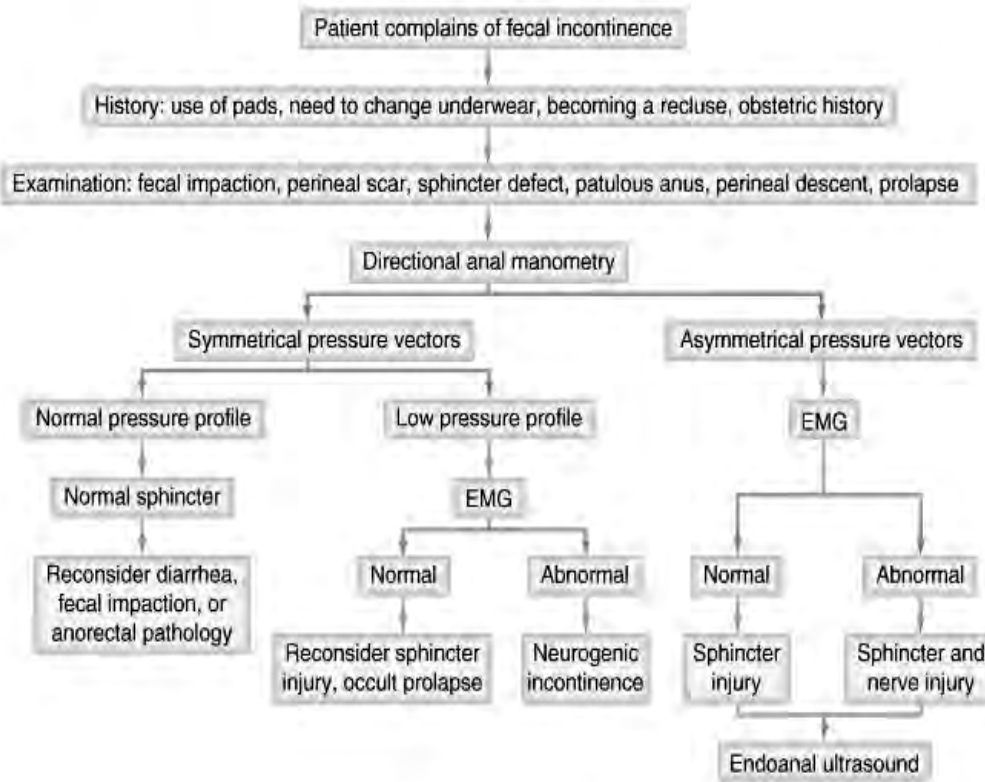 Patient complains of fecal incontinence
History: use of pads, need to change underwear, becoming a recluse, obstetric history
Examination: fecal impaction, perineal scar, sphincter defect, patulous anus, perineal descent, prolapse
Directional anal manometry
Symmetrical pressure vectors
Asymmetrical pressure vectors
Normal pressure profile
Low pressure profile
EMG
Normal sphincter
EMG
Reconsider diarrhea,
fecal impaction, or
anorectal pathology
Normal
Abnormal
Normal
Abnormal
Reconsider sphincter
injury, occult prolapse
Neurogenic
incontinence
Sphincter
injury
Sphincter and
nerve injury
Endoanal ultrasound